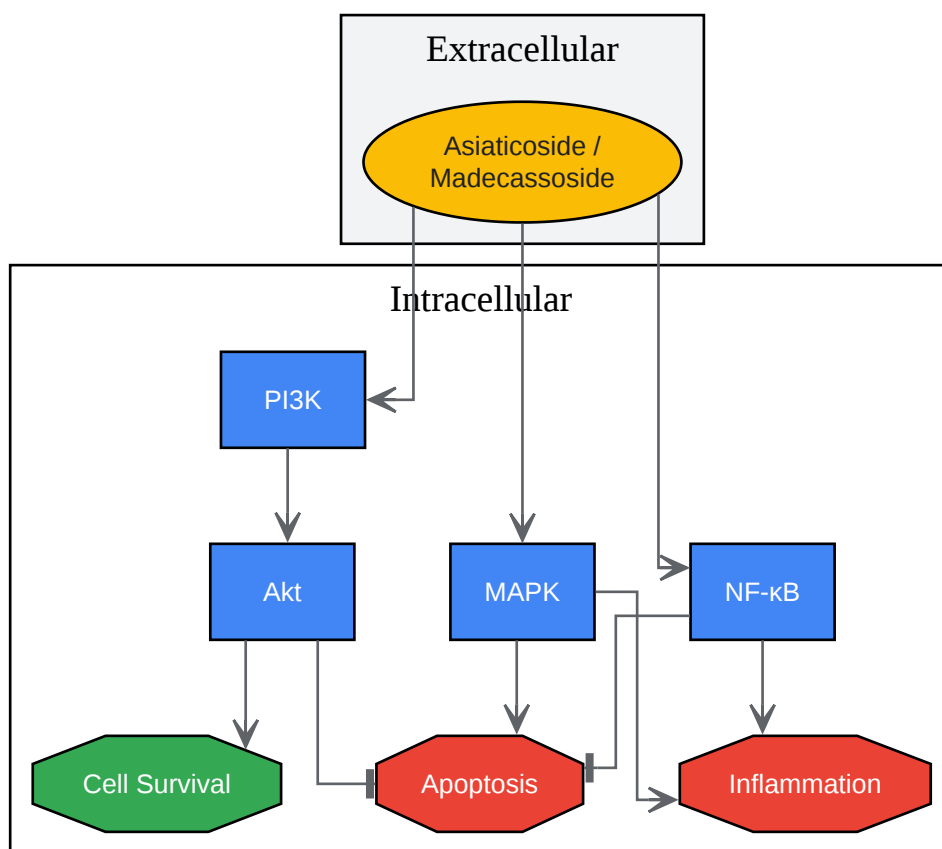 Extracellular
Asiaticoside /
Madecassoside
Intracellular
PI3K
Akt
MAPK
NF-κB
Cell Survival
Apoptosis
Inflammation